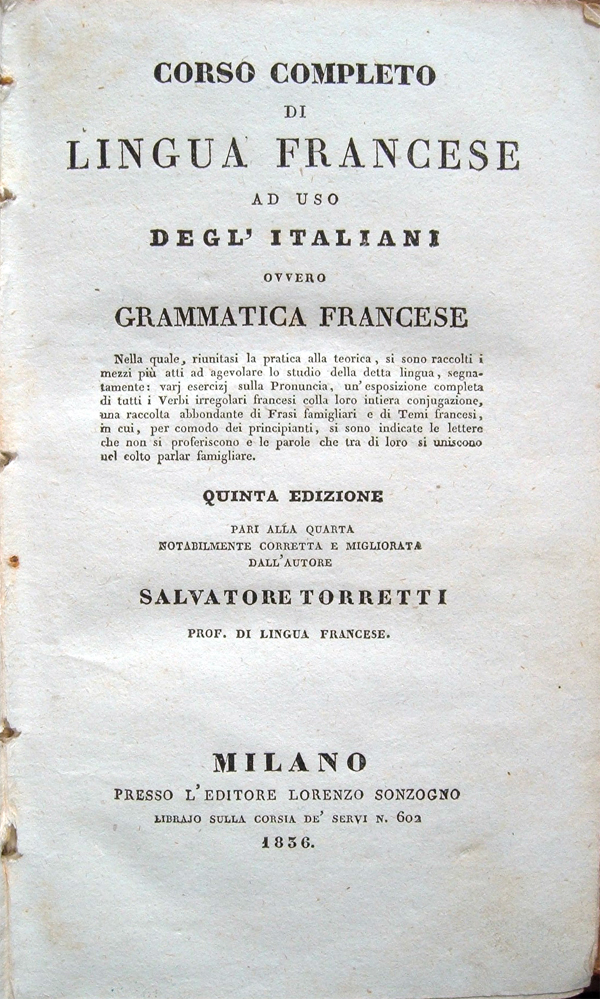 CORSO COMPLETO
DI
LINGUA FRANCESE
AD USO
DEGL' ITALIANI
OVVERO
GRAMMATICA FRANCESE
Nella quale, riunitasi la pratica alla teorica, si sono raccolti i
mezzi più atti ad agevolare lo studio della detta lingua, segna-
tamente: varj esercizj sulla Pronuncia, un'esposizione completa
di tutti i Verbi irregolari francesi colla loro intiera conjugazione,
una raccolta abbondante di Frasi famigliari e di Temi francesi,
in cui, per comodo dei principianti, si sono indicate le lettere
che non si proferiscono e le parole che tra di loro si uniscono
nel colto parlar famigliare.
QUINTA EDIZIONE
PARI ALLA QUARTA
NOTABILMENTE CORRETTA E MIGLIORATA
DALL'AUTORE
SALVATORE TORRETTI
PROF. DI LINGUA FRANCESE.
MILANO
PRESSO L'EDITORE LORENZO SONZOGNO
LIBRAJO SULLA CORSIA DE' SERVI N. 602
1836.